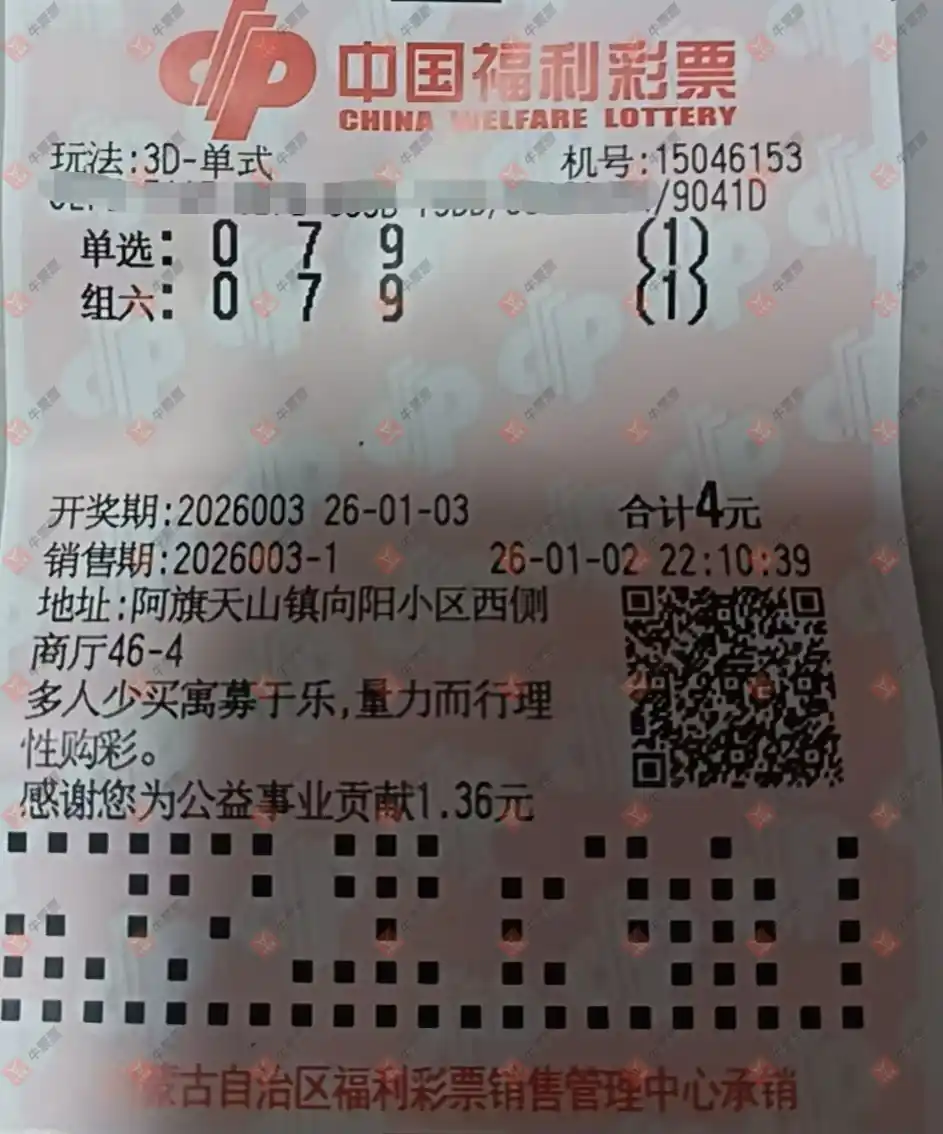 中国福利彩票
CHINA WELFARE LOTTERY
玩法:3D-单式 机号:15046153
/9041D
单选: 0 7 9 (1)
组六: 0 7 9 (1)
开奖期:2026003 26-01-03 合计4元
销售期:2026003-1 26-01-02 22:10:39
地址:阿旗天山镇向阳小区西侧
商厅46-4
多人少买寓募于乐,量力而行理
性购彩。
感谢您为公益事业贡献1.36元
蒙古自治区福利彩票销售管理中心承销